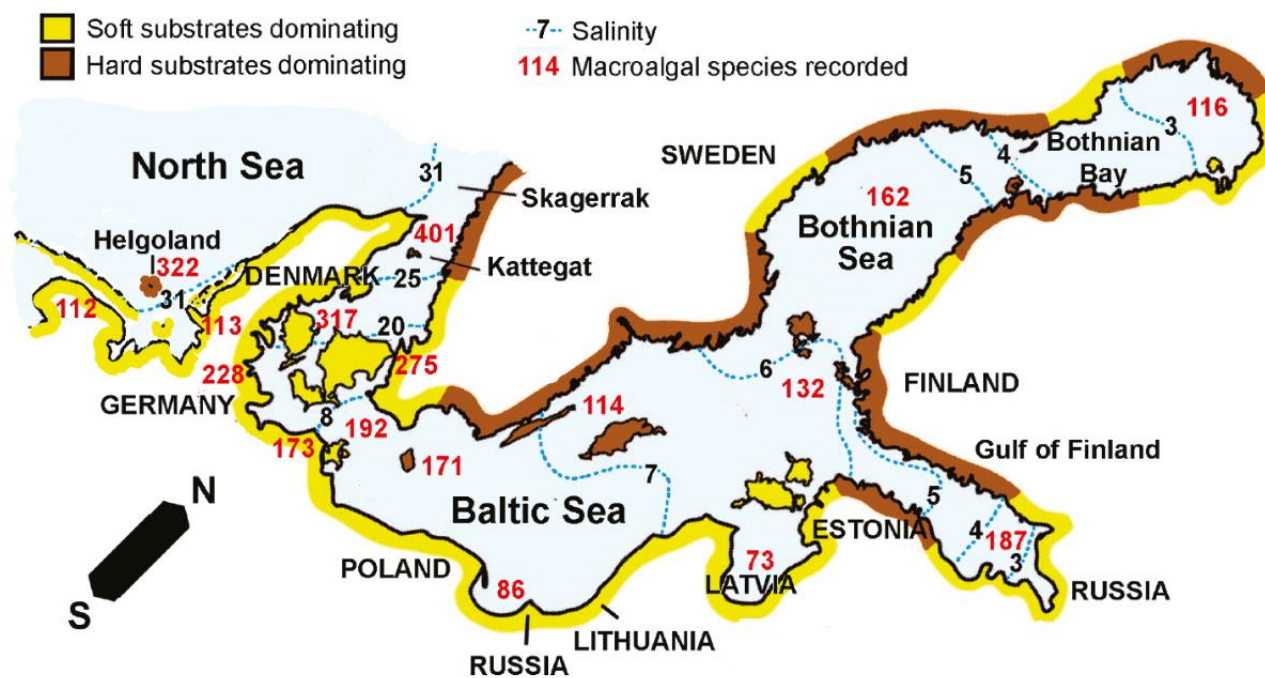 Soft substrates dominating
7 Salinity
Hard substrates dominating
114 Macroalgal species recorded
116
3
North Sea
SWEDEN
4
Bothnian
Bay
31
Skagerrak
5
162
Bothnian
Sea
401
Helgoland
322
Kattegat
DENMARK
25
31
112
113
317
20
275
6
132
FINLAND
228
GERMANY
8
114
192
173
171
7
Gulf of Finland
5
N
Baltic Sea
ESTONIA
4
187
3
POLAND
73
LATVIA
86
RUSSIA
S
LITHUANIA
RUSSIA